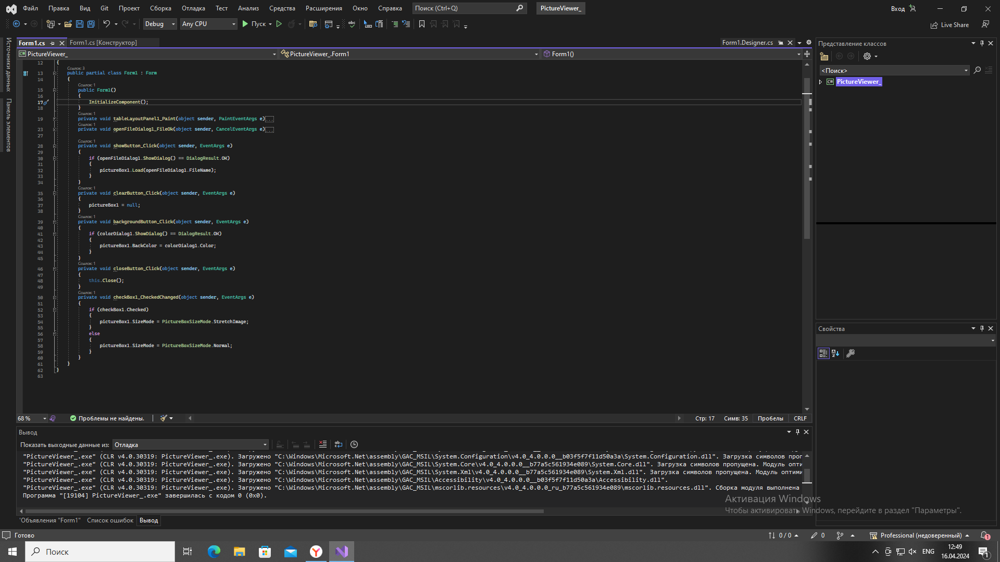 Файл Правка Вид Git Проект Сборка Отладка Тест Анализ Средства Расширения Окно Справка Поиск (Ctrl+Q) PictureViewer_ Вход
Debug Any CPU Пуск Live Share
Источники данных
Панель элементов
Form1.cs Form1.cs [Конструктор] Form1.Designer.cs
PictureViewer_ PictureViewer_.Form1 Form1()
12 {
Ссылок: 3
13 public partial class Form1 : Form
14 {
Ссылок: 1
15 public Form1()
16 {
17 InitializeComponent();
18 }
Ссылок: 1
19 private void tableLayoutPanel1_Paint(object sender, PaintEventArgs e)...
Ссылок: 1
23 private void openFileDialog1_FileOk(object sender, CancelEventArgs e)...
27
Ссылок: 1
28 private void showButton_Click(object sender, EventArgs e)
29 {
30 if (openFileDialog1.ShowDialog() == DialogResult.OK)
31 {
32 pictureBox1.Load(openFileDialog1.FileName);
33 }
34 }
Ссылок: 1
35 private void clearButton_Click(object sender, EventArgs e)
36 {
37 pictureBox1 = null;
38 }
Ссылок: 1
39 private void backgroundButton_Click(object sender, EventArgs e)
40 {
41 if (colorDialog1.ShowDialog() == DialogResult.OK)
42 {
43 pictureBox1.BackColor = colorDialog1.Color;
44 }
45 }
Ссылок: 1
46 private void closeButton_Click(object sender, EventArgs e)
47 {
48 this.Close();
49 }
Ссылок: 1
50 private void checkBox1_CheckedChanged(object sender, EventArgs e)
51 {
52 if (checkBox1.Checked)
53 {
54 pictureBox1.SizeMode = PictureBoxSizeMode.StretchImage;
55 }
56 else
57 {
58 pictureBox1.SizeMode = PictureBoxSizeMode.Normal;
59 }
60 }
61 }
62 }
63
68 % Проблемы не найдены. Стр: 17 Симв: 35 Пробелы CRLF
Представление классов
<Поиск>
PictureViewer_
Свойства
Вывод
Показать выходные данные из: Отладка
"PictureViewer_.exe" (CLR v4.0.30319: PictureViewer_.exe). Загружено "C:\Windows\Microsoft.Net\assembly\GAC_MSIL\System.Configuration\v4.0_4.0.0.0__b03f5f7f11d50a3a\System.Configuration.dll". Загрузка символов проп
"PictureViewer_.exe" (CLR v4.0.30319: PictureViewer_.exe). Загружено "C:\Windows\Microsoft.Net\assembly\GAC_MSIL\System.Core\v4.0_4.0.0.0__b77a5c561934e089\System.Core.dll". Загрузка символов пропущена. Модуль опти
"PictureViewer_.exe" (CLR v4.0.30319: PictureViewer_.exe). Загружено "C:\Windows\Microsoft.Net\assembly\GAC_MSIL\System.Xml\v4.0_4.0.0.0__b77a5c561934e089\System.Xml.dll". Загрузка символов пропущена. Модуль оптими
"PictureViewer_.exe" (CLR v4.0.30319: PictureViewer_.exe). Загружено "C:\Windows\Microsoft.Net\assembly\GAC_MSIL\Accessibility\v4.0_4.0.0.0__b03f5f7f11d50a3a\Accessibility.dll".
"PictureViewer_.exe" (CLR v4.0.30319: PictureViewer_.exe). Загружено "C:\Windows\Microsoft.Net\assembly\GAC_MSIL\mscorlib.resources\v4.0_4.0.0.0_ru_b77a5c561934e089\mscorlib.resources.dll". Сборка модуля выполнена
Программа "[19104] PictureViewer_.exe" завершилась с кодом 0 (0x0).
Активация Windows
Чтобы активировать Windows, перейдите в раздел "Параметры".
'Объявления "Form1" Список ошибок Вывод
Готово 0 / 0 0 Professional (недоверенный) 1
Поиск ENG 12:49 1
16.04.2024